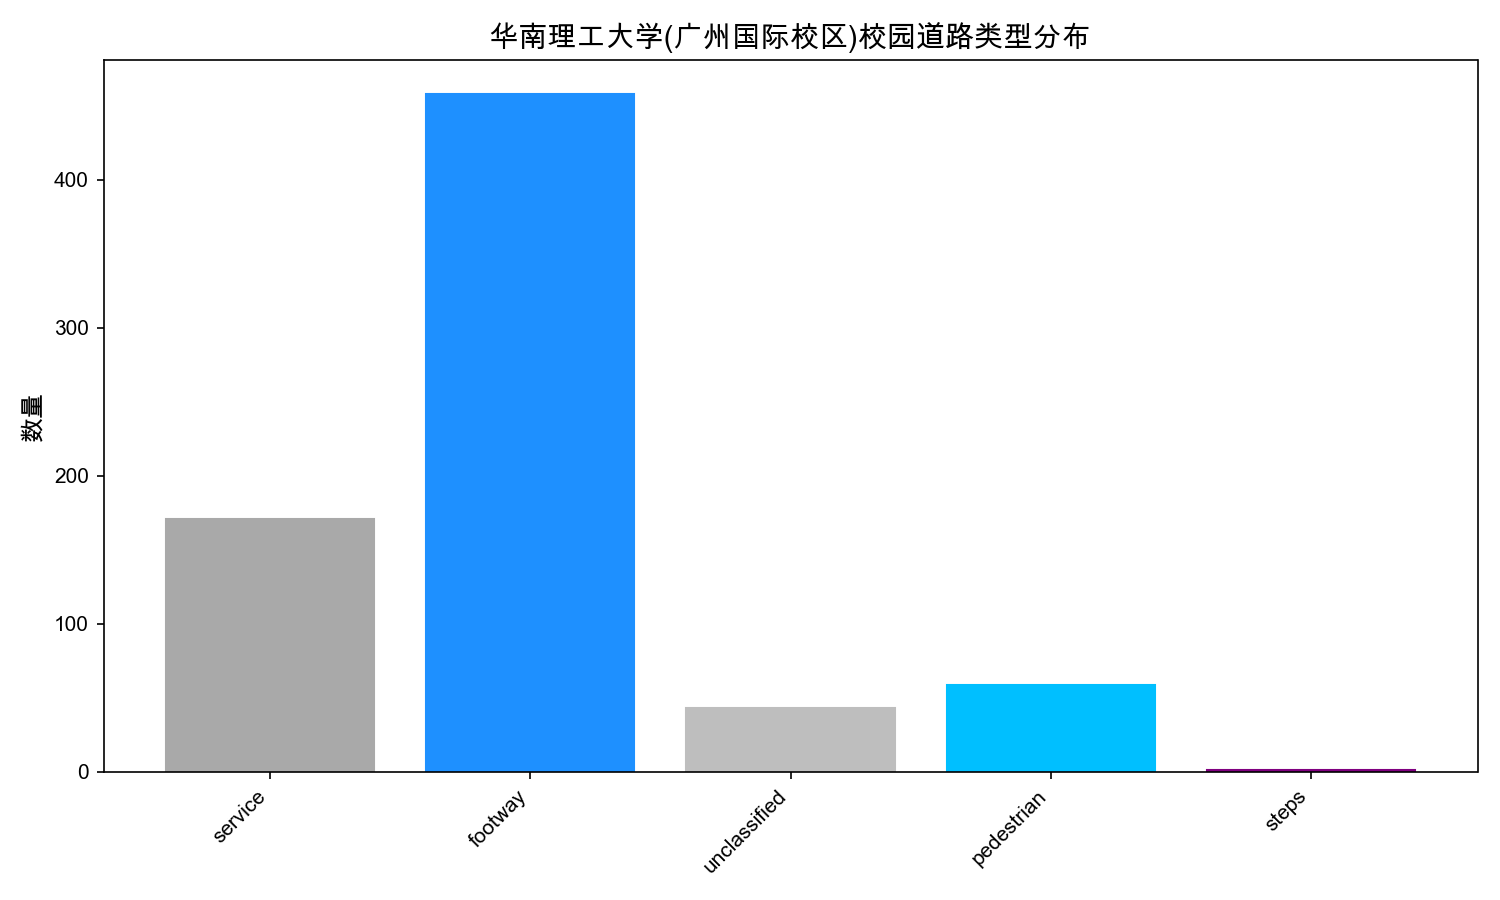 华南理工大学(广州国际校区)校园道路类型分布
数量
400
300
200
100
0
service
footway
unclassified
pedestrian
steps